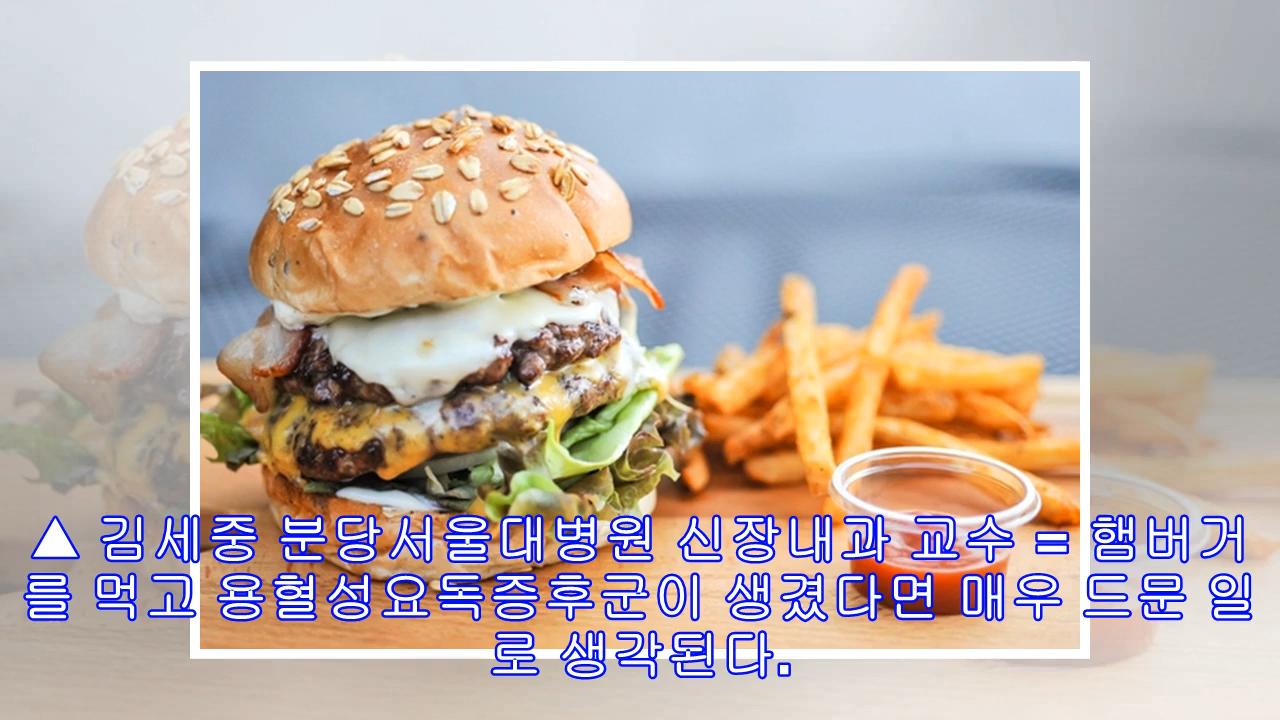 ▲ 김세중 분당서울대병원 신장내과 교수 = 햄버거
를 먹고 용혈성요독증후군이 생겼다면 매우 드문 일
로 생각된다.